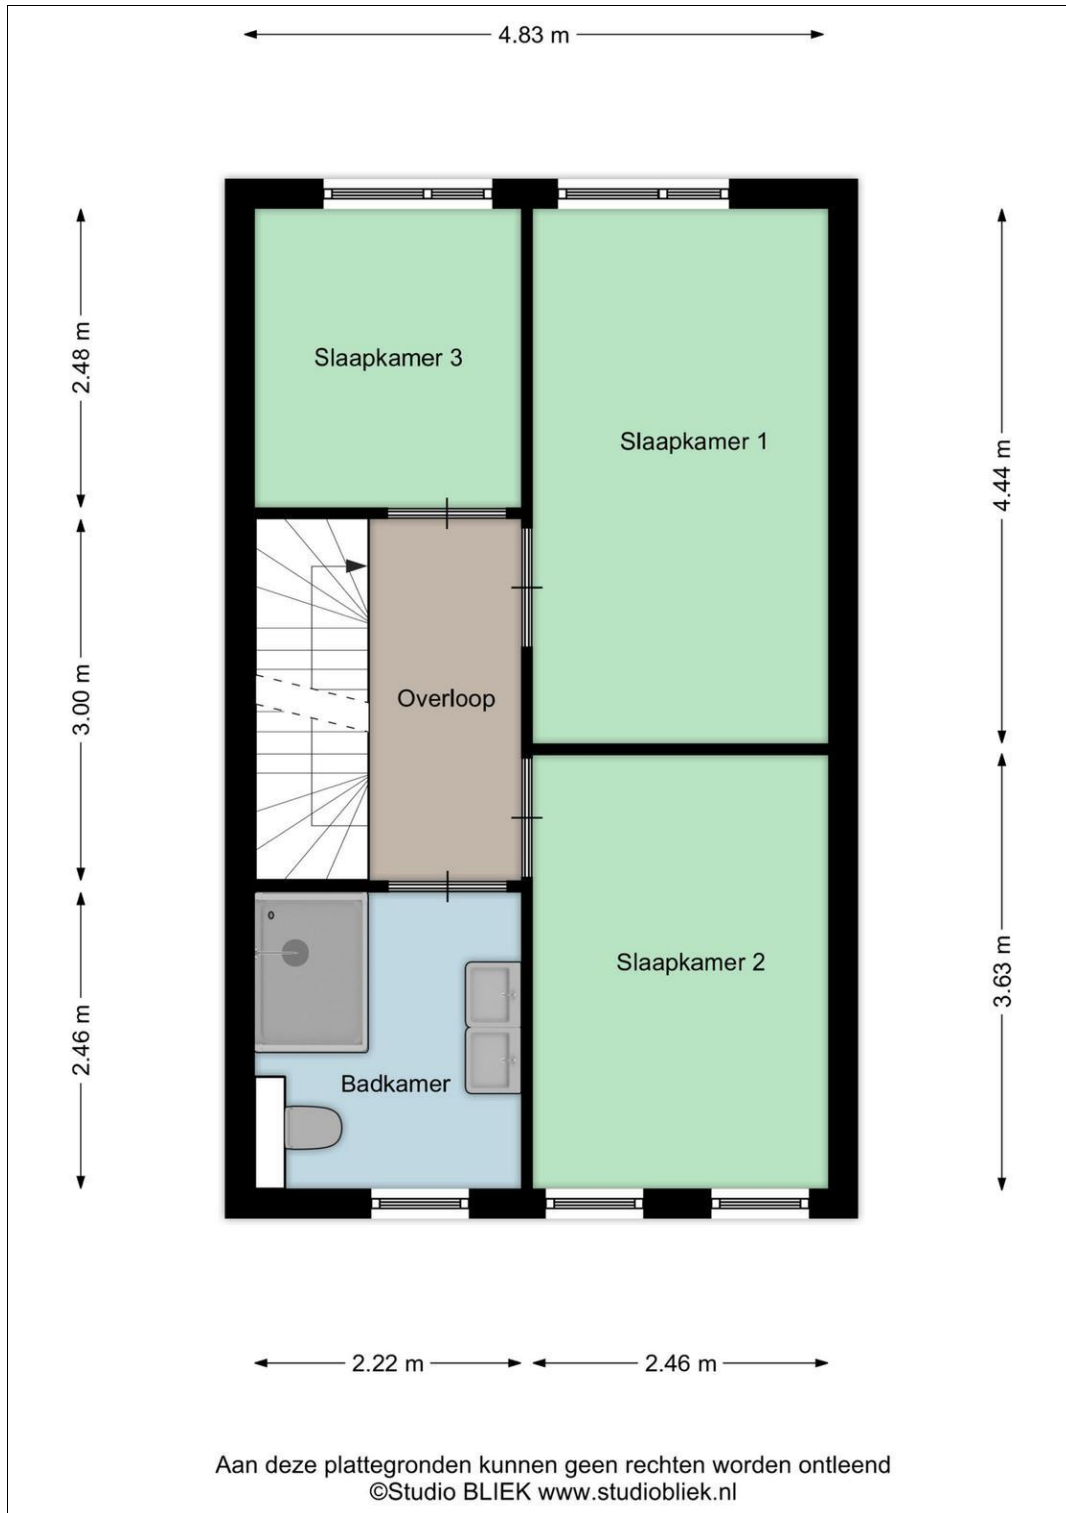 4.83 m
2.48 m
Slaapkamer 3
Slaapkamer 1
4.44 m
3.00 m
Overloop
Slaapkamer 2
3.63 m
2.46 m
Badkamer
2.22 m
2.46 m
Aan deze plattegronden kunnen geen rechten worden ontleend
©Studio BLIEK www.studiobliek.nl